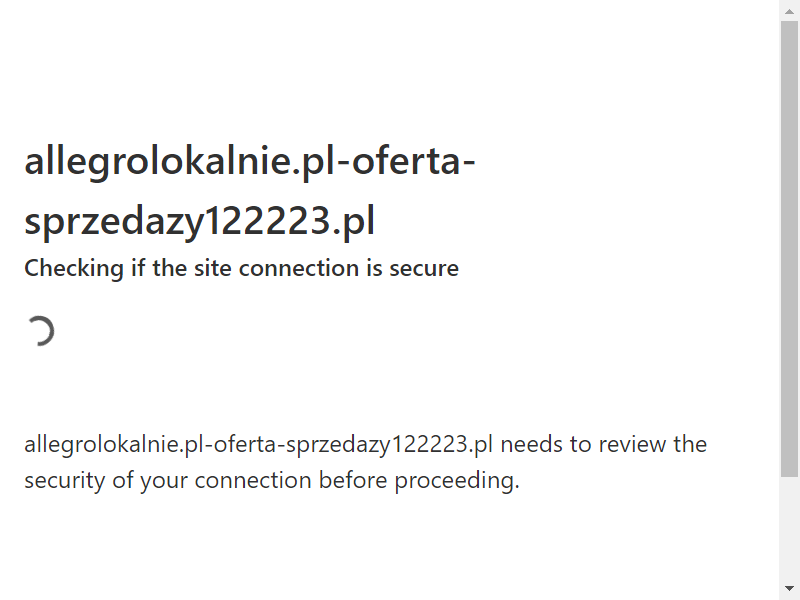 allegrolokalnie.pl-oferta-
sprzedazy122223.pl
Checking if the site connection is secure
allegrolokalnie.pl-oferta-sprzedazy122223.pl needs to review the
security of your connection before proceeding.